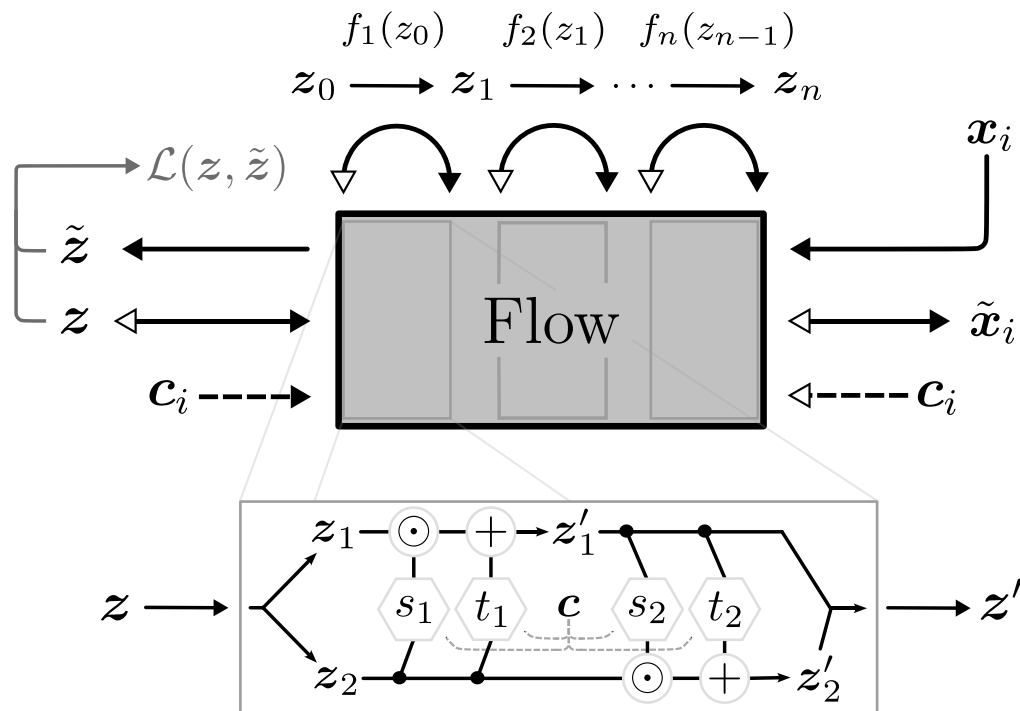 f₁(z₀) f₂(z₁) fₙ(zₙ₋₁)
z₀ z₁ ··· zₙ
xᵢ
ℒ(z, z̃)
z̃
z Flow x̃ᵢ
cᵢ cᵢ
z₁ ⊙ + z′₁
z s₁ t₁ c s₂ t₂ z′
z₂ ⊙ + z′₂